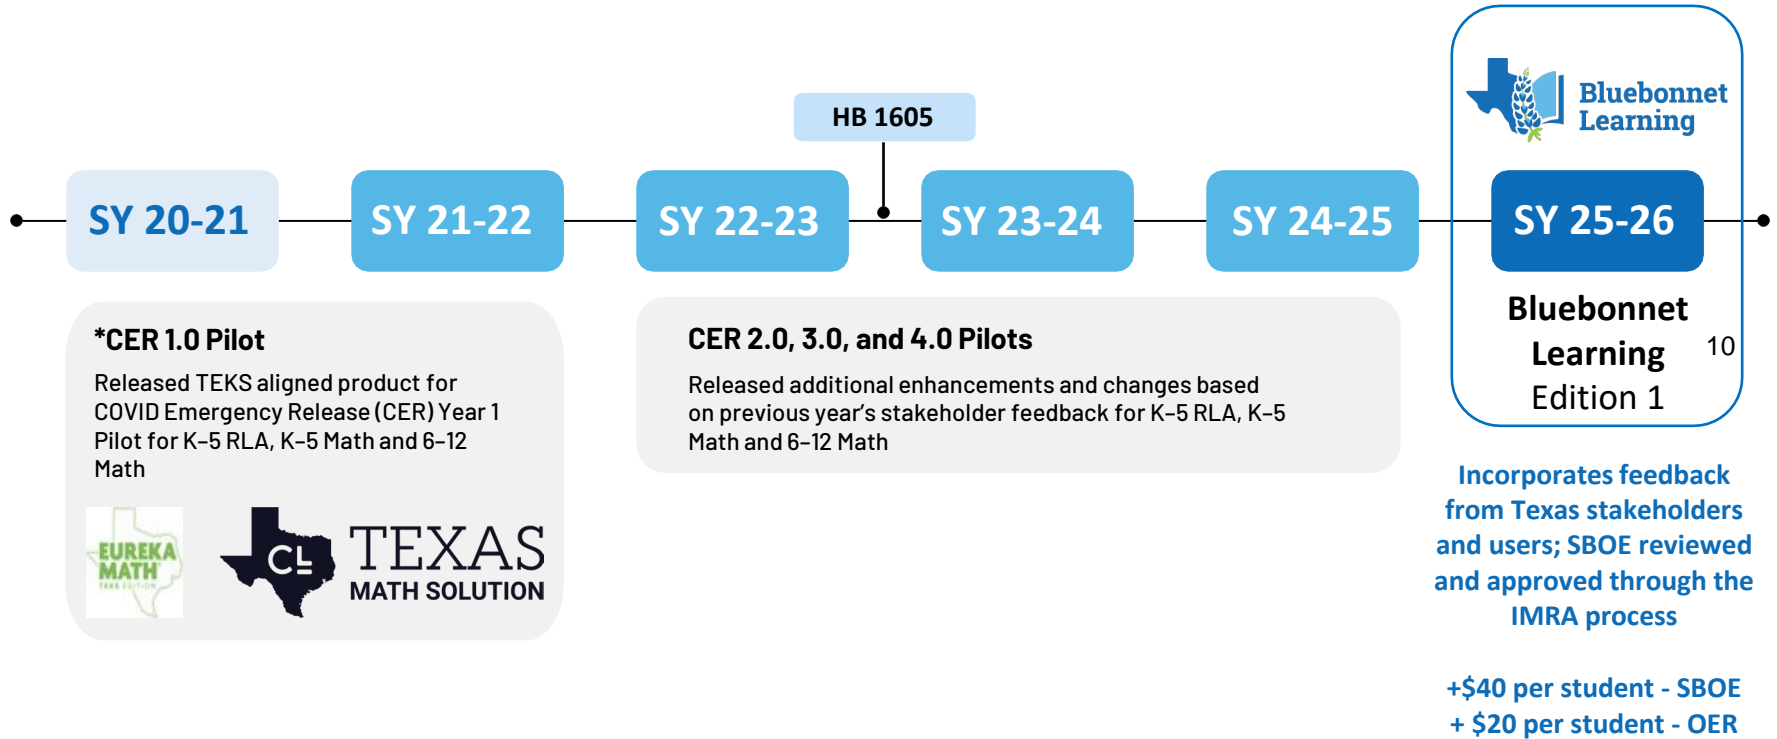 Bluebonnet
Learning
HB 1605
SY 20-21
SY 21-22
SY 22-23
SY 23-24
SY 24-25
SY 25-26
*CER 1.0 Pilot
Released TEKS aligned product for
COVID Emergency Release (CER) Year 1
Pilot for K–5 RLA, K–5 Math and 6–12
Math
EUREKA
MATH
TEKS EDITION
CL
TEXAS
MATH SOLUTION
CER 2.0, 3.0, and 4.0 Pilots
Released additional enhancements and changes based
on previous year's stakeholder feedback for K–5 RLA, K–5
Math and 6–12 Math
Bluebonnet
Learning
Edition 1
10
Incorporates feedback
from Texas stakeholders
and users; SBOE reviewed
and approved through the
IMRA process
+$40 per student - SBOE
+ $20 per student - OER